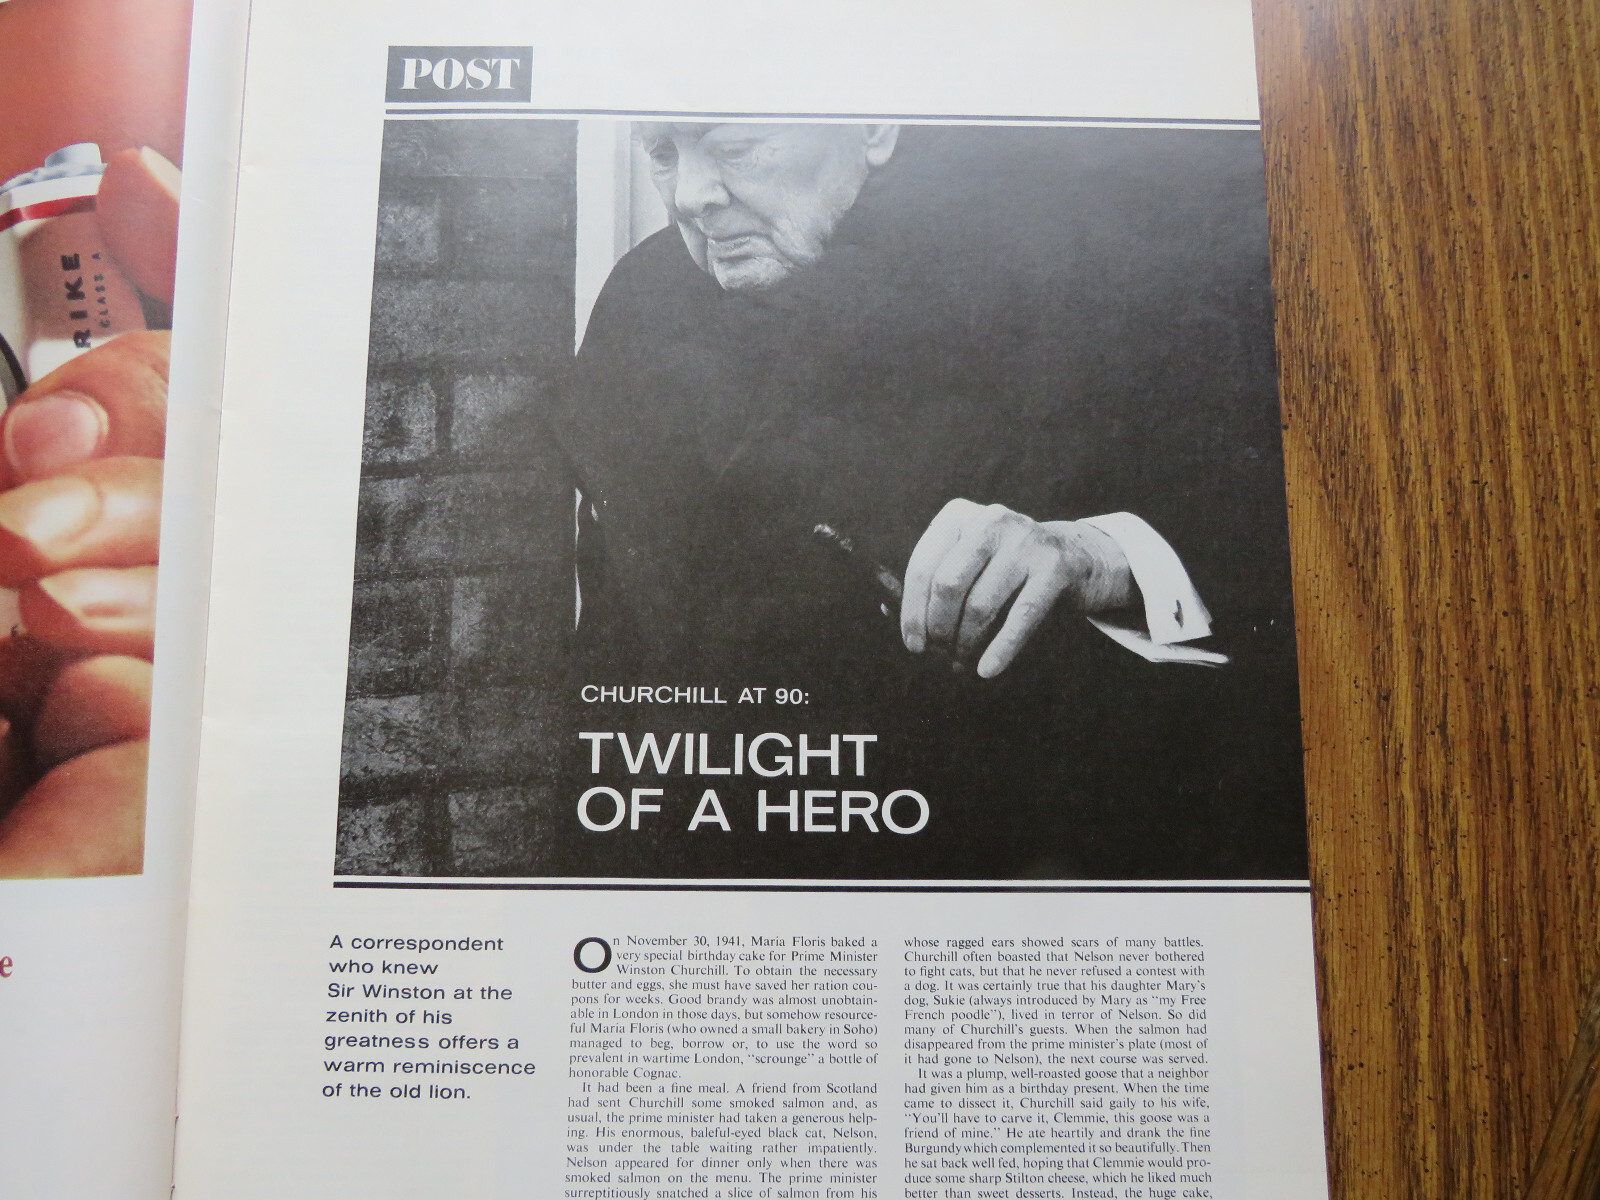 RIKE
CLASS A
e
POST
CHURCHILL AT 90:
TWILIGHT
OF A HERO
A correspondent
who knew
Sir Winston at the
zenith of his
greatness offers a
warm reminiscence
of the old lion.
On November 30, 1941, Maria Floris baked a
very special birthday cake for Prime Minister
Winston Churchill. To obtain the necessary
butter and eggs, she must have saved her ration cou-
pons for weeks. Good brandy was almost unobtain-
able in London in those days, but somehow resource-
ful Maria Floris (who owned a small bakery in Soho)
managed to beg, borrow or, to use the word so
prevalent in wartime London, "scrounge" a bottle of
honorable Cognac.
It had been a fine meal. A friend from Scotland
had sent Churchill some smoked salmon and, as
usual, the prime minister had taken a generous help-
ing. His enormous, baleful-eyed black cat, Nelson,
was under the table waiting rather impatiently.
Nelson appeared for dinner only when there was
smoked salmon on the menu. The prime minister
surreptitiously snatched a slice of salmon from his
whose ragged ears showed scars of many battles.
Churchill often boasted that Nelson never bothered
to fight cats, but that he never refused a contest with
a dog. It was certainly true that his daughter Mary's
dog, Sukie (always introduced by Mary as "my Free
French poodle"), lived in terror of Nelson. So did
many of Churchill's guests. When the salmon had
disappeared from the prime minister's plate (most of
it had gone to Nelson), the next course was served.
It was a plump, well-roasted goose that a neighbor
had given him as a birthday present. When the time
came to dissect it, Churchill said gaily to his wife,
"You'll have to carve it, Clemmie, this goose was a
friend of mine." He ate heartily and drank the fine
Burgundy which complemented it so beautifully. Then
he sat back well fed, hoping that Clemmie would pro-
duce some sharp Stilton cheese, which he liked much
better than sweet desserts. Instead, the huge cake,